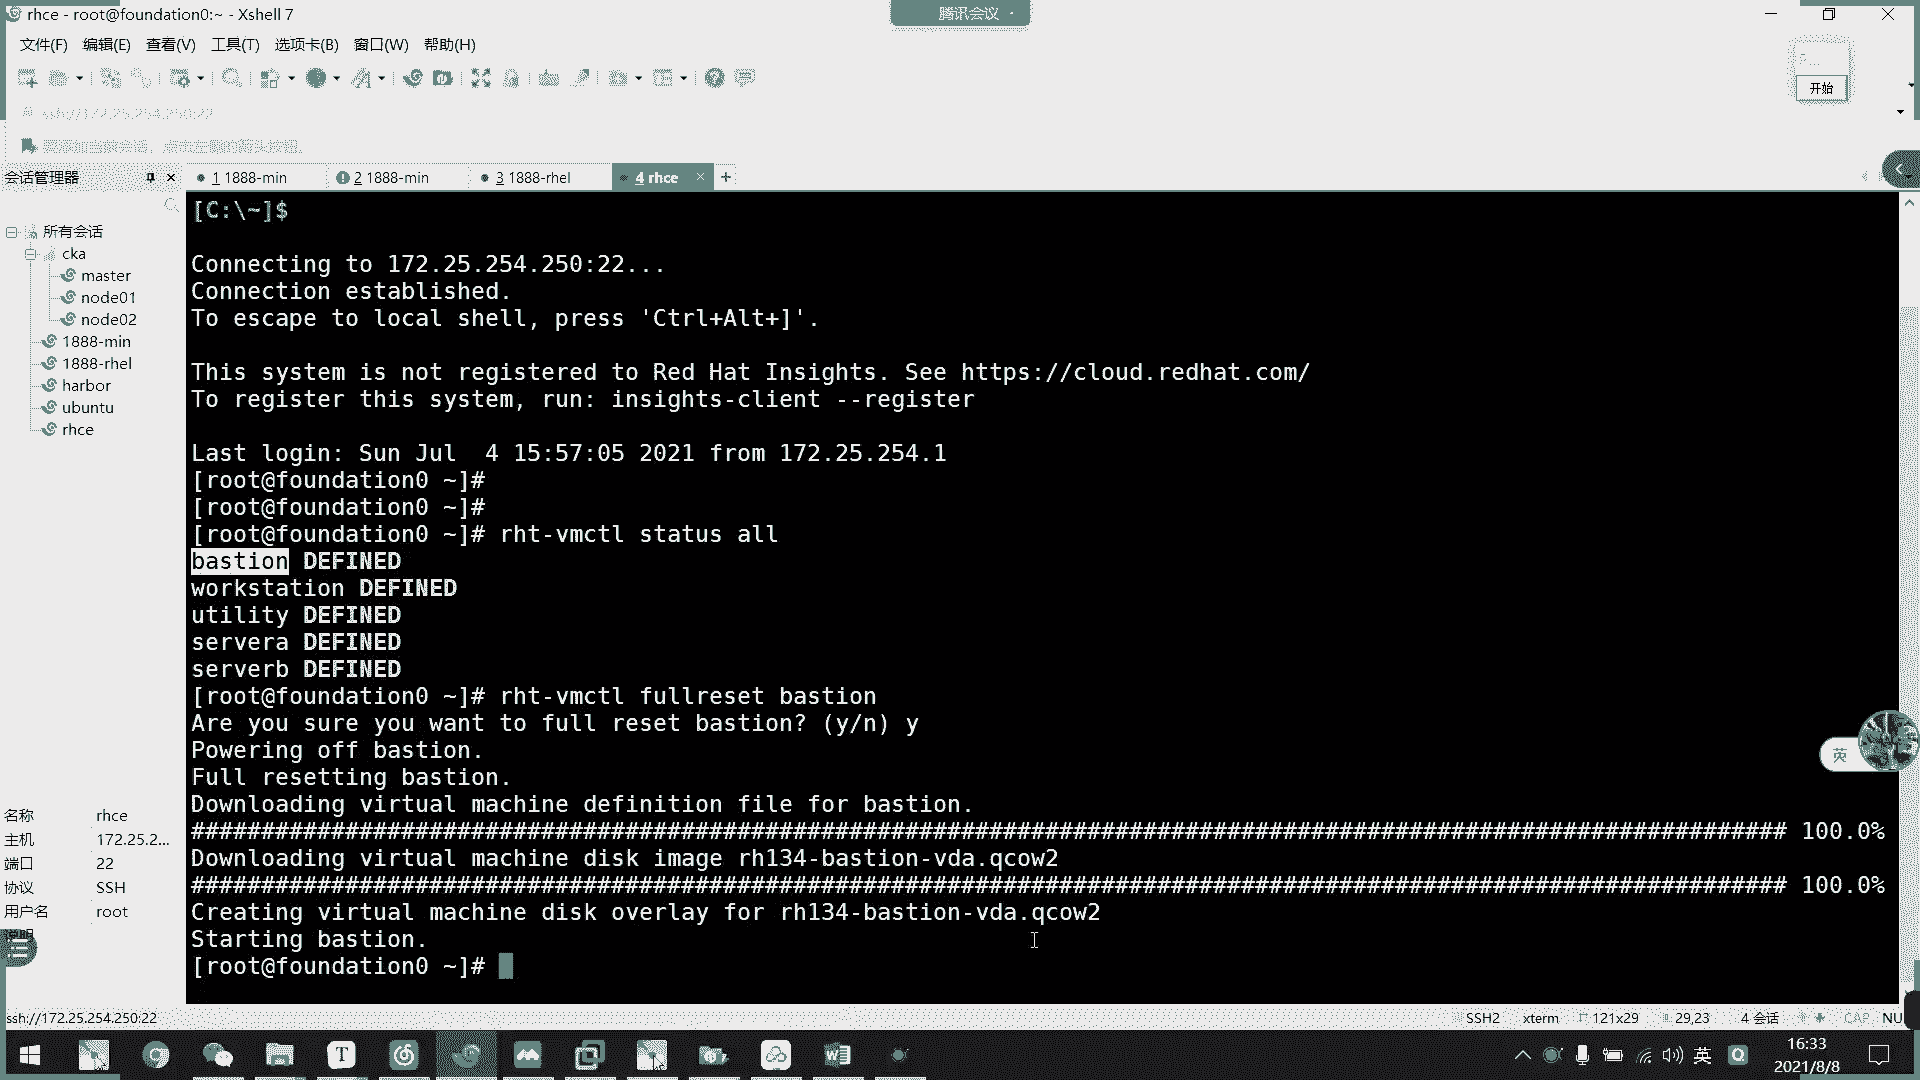 rhce - root@foundation0:~ - Xshell 7
腾讯会议
文件(F) 编辑(E) 查看(V) 工具(T) 选项卡(B) 窗口(W) 帮助(H)
开始
ssh://172.25.254.250:22
会话管理器
1 1888-min
2 1888-min
3 1888-rhel
4 rhce
所有会话
cka
master
node01
node02
1888-min
1888-rhel
harbor
ubuntu
rhce
名称 rhce
主机 172.25.2...
端口 22
协议 SSH
用户名 root
说明
[C:\~]$
Connecting to 172.25.254.250:22...
Connection established.
To escape to local shell, press 'Ctrl+Alt+]'.
This system is not registered to Red Hat Insights. See https://cloud.redhat.com/
To register this system, run: insights-client --register
Last login: Sun Jul  4 15:57:05 2021 from 172.25.254.1
[root@foundation0 ~]#
[root@foundation0 ~]#
[root@foundation0 ~]# rht-vmctl status all
bastion DEFINED
workstation DEFINED
utility DEFINED
servera DEFINED
serverb DEFINED
[root@foundation0 ~]# rht-vmctl fullreset bastion
Are you sure you want to full reset bastion? (y/n) y
Powering off bastion.
Full resetting bastion.
Downloading virtual machine definition file for bastion.
################################################################################################################## 100.0%
Downloading virtual machine disk image rh134-bastion-vda.qcow2
################################################################################################################## 100.0%
Creating virtual machine disk overlay for rh134-bastion-vda.qcow2
Starting bastion.
[root@foundation0 ~]#
英
ssh://172.25.254.250:22
SSH2 xterm 121x29 29,23 4 会话 CAP NU
英
16:33
2021/8/8